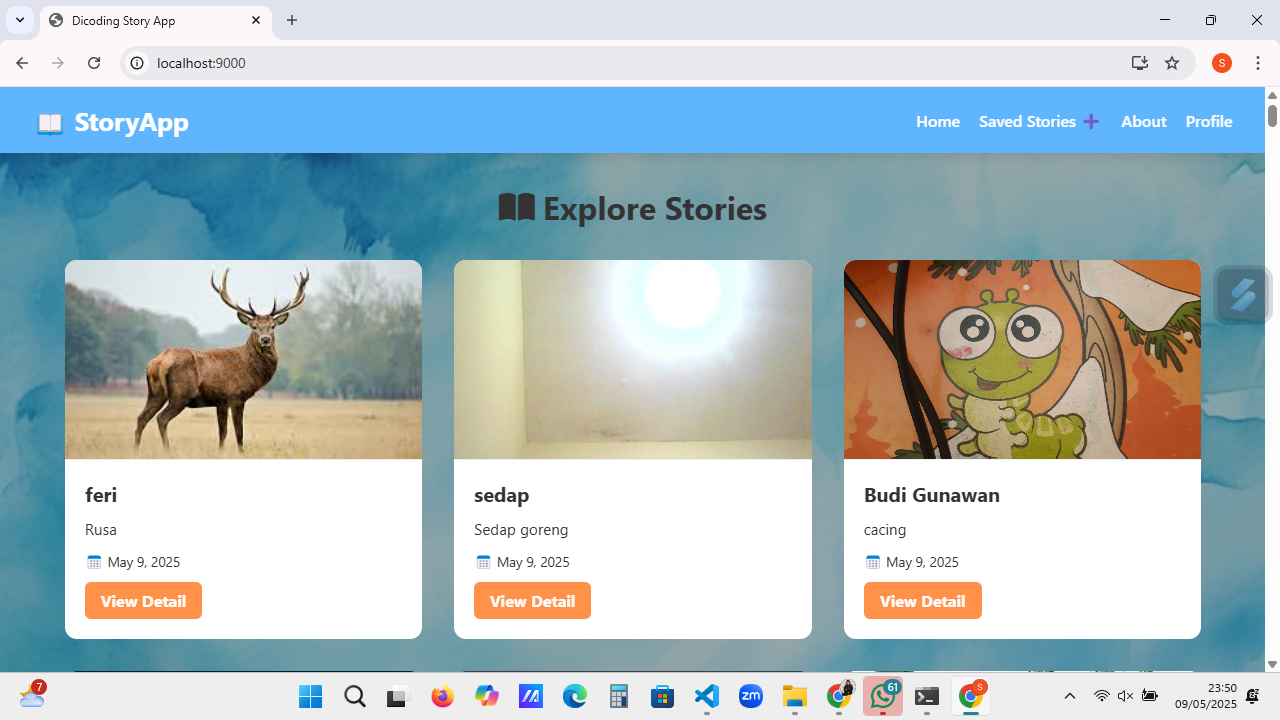 Dicoding Story App
localhost:9000
S
StoryApp
Home
Saved Stories
About
Profile
Explore Stories
feri
Rusa
May 9, 2025
View Detail
sedap
Sedap goreng
May 9, 2025
View Detail
Budi Gunawan
cacing
May 9, 2025
View Detail
7
zm
61
S
23:50
09/05/2025